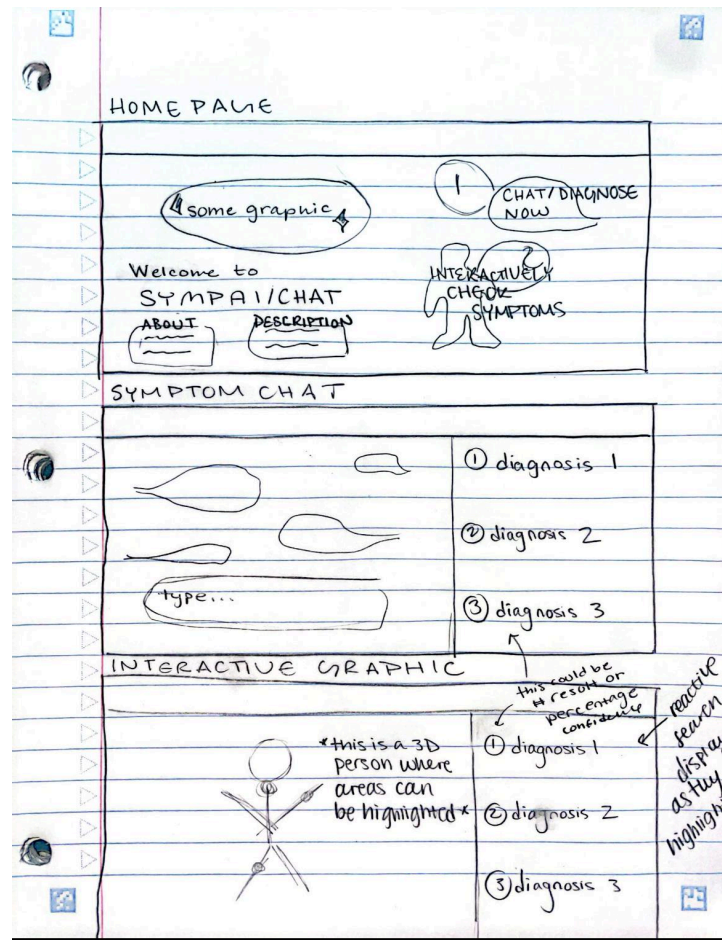 HOME PAGE
some graphic
1
CHAT/DIAGNOSE
NOW
Welcome to
SYMPAI/CHAT
ABOUT
DESCRIPTION
2
INTERACTIVELY
CHECK
SYMPTOMS
SYMPTOM CHAT
type...
1 diagnosis 1
2 diagnosis 2
3 diagnosis 3
INTERACTIVE GRAPHIC
this could be
# result or
percentage
confidence
*this is a 3D
person where
areas can
be highlighted*
1 diagnosis 1
2 diagnosis 2
3 diagnosis 3
reactive
search
display
as they
highlight